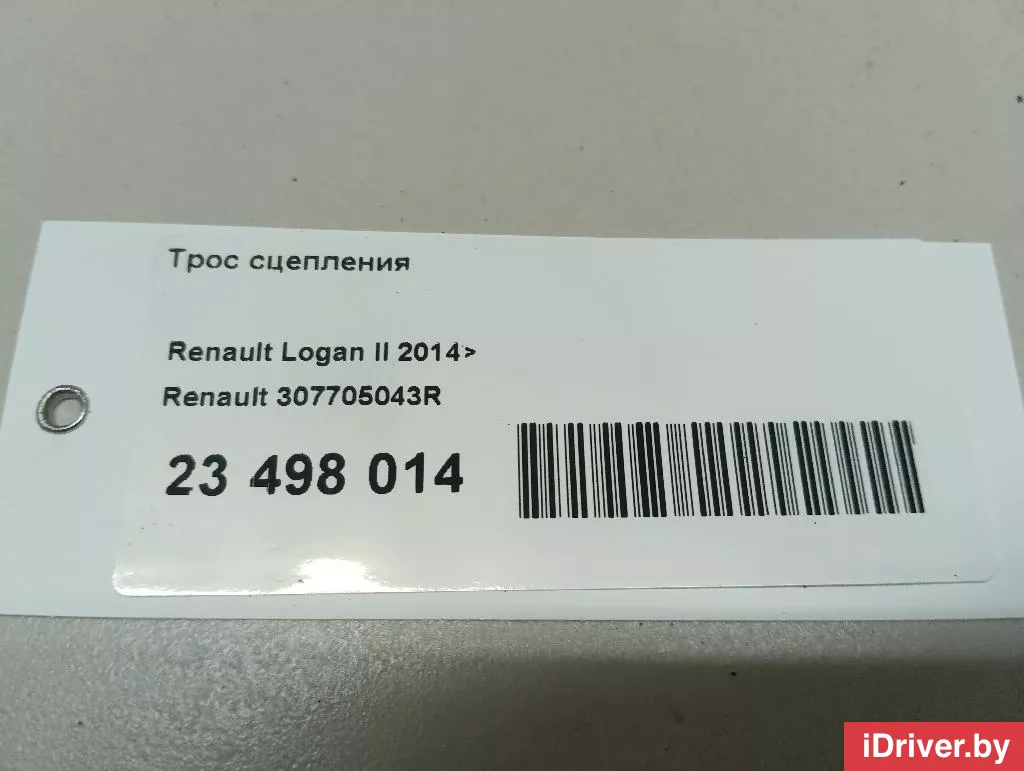 Трос сцепления
Renault Logan II 2014>
Renault 307705043R
23 498 014
iDriver.by